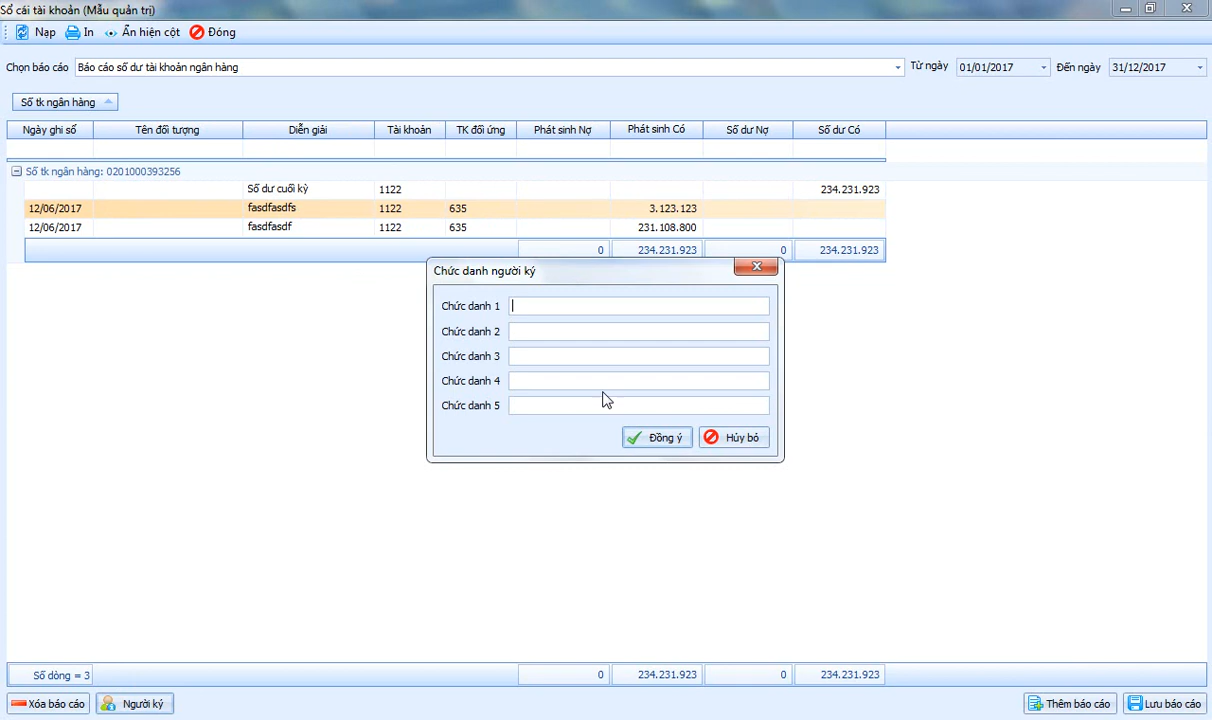 Sổ cái tài khoản (Mẫu quản trị)
Nạp In Ẩn hiện cột Đóng
Chọn báo cáo Báo cáo số dư tài khoản ngân hàng Từ ngày 01/01/2017 Đến ngày 31/12/2017
Số tk ngân hàng
Ngày ghi sổ Tên đối tượng Diễn giải Tài khoản TK đối ứng Phát sinh Nợ Phát sinh Có Số dư Nợ Số dư Có
Số tk ngân hàng: 0201000393256
Số dư cuối kỳ 1122 234.231.923
12/06/2017 fasdfasdfs 1122 635 3.123.123
12/06/2017 fasdfasdf 1122 635 231.108.800
0 234.231.923 0 234.231.923
Chức danh người ký
Chức danh 1
Chức danh 2
Chức danh 3
Chức danh 4
Chức danh 5
Đồng ý Hủy bỏ
Số dòng = 3 0 234.231.923 0 234.231.923
Xóa báo cáo Người ký Thêm báo cáo Lưu báo cáo